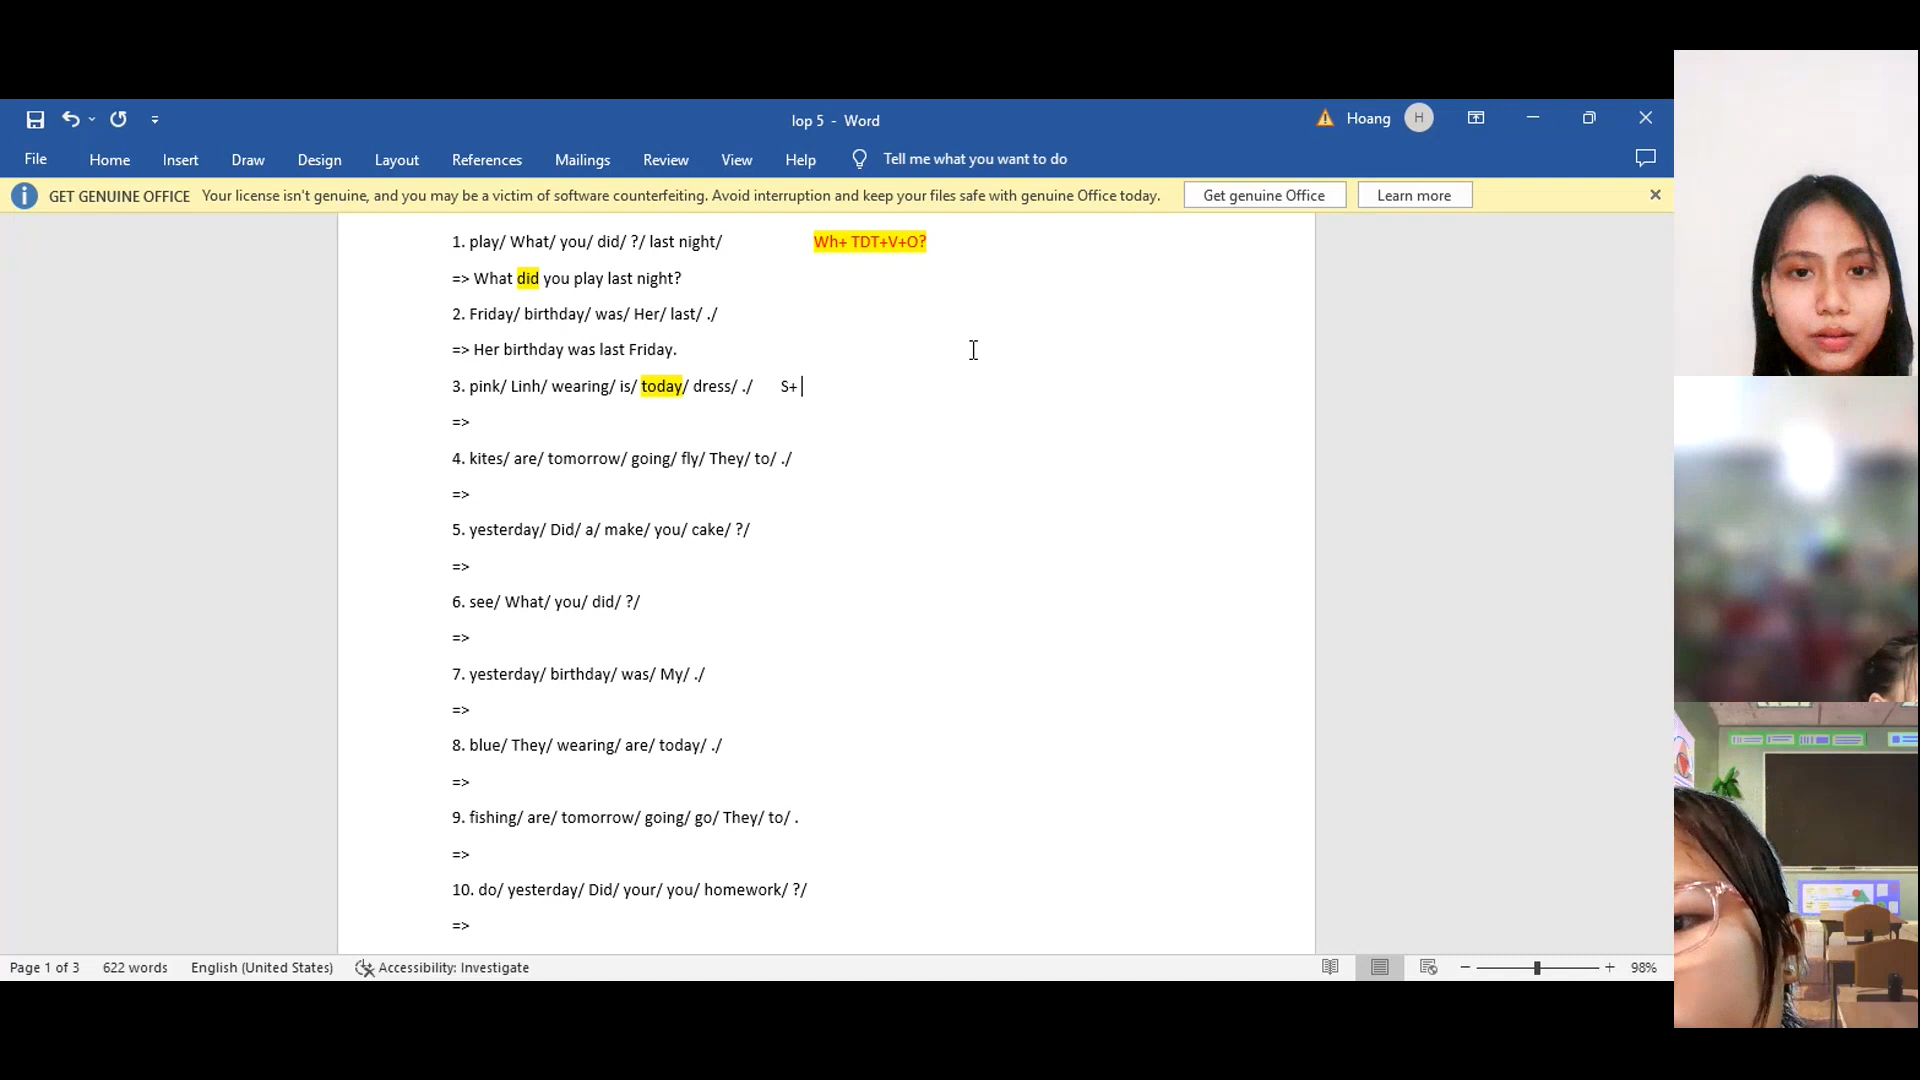 lop 5 - Word
Hoang
H
File
Home
Insert
Draw
Design
Layout
References
Mailings
Review
View
Help
Tell me what you want to do
GET GENUINE OFFICE Your license isn't genuine, and you may be a victim of software counterfeiting. Avoid interruption and keep your files safe with genuine Office today.
Get genuine Office
Learn more
1. play/ What/ you/ did/ ?/ last night/ Wh+ TDT+V+O?
=> What did you play last night?
2. Friday/ birthday/ was/ Her/ last/ ./
=> Her birthday was last Friday.
3. pink/ Linh/ wearing/ is/ today/ dress/ ./ S+
=>
4. kites/ are/ tomorrow/ going/ fly/ They/ to/ ./
=>
5. yesterday/ Did/ a/ make/ you/ cake/ ?/
=>
6. see/ What/ you/ did/ ?/
=>
7. yesterday/ birthday/ was/ My/ ./
=>
8. blue/ They/ wearing/ are/ today/ ./
=>
9. fishing/ are/ tomorrow/ going/ go/ They/ to/ .
=>
10. do/ yesterday/ Did/ your/ you/ homework/ ?/
=>
Page 1 of 3
622 words
English (United States)
Accessibility: Investigate
98%